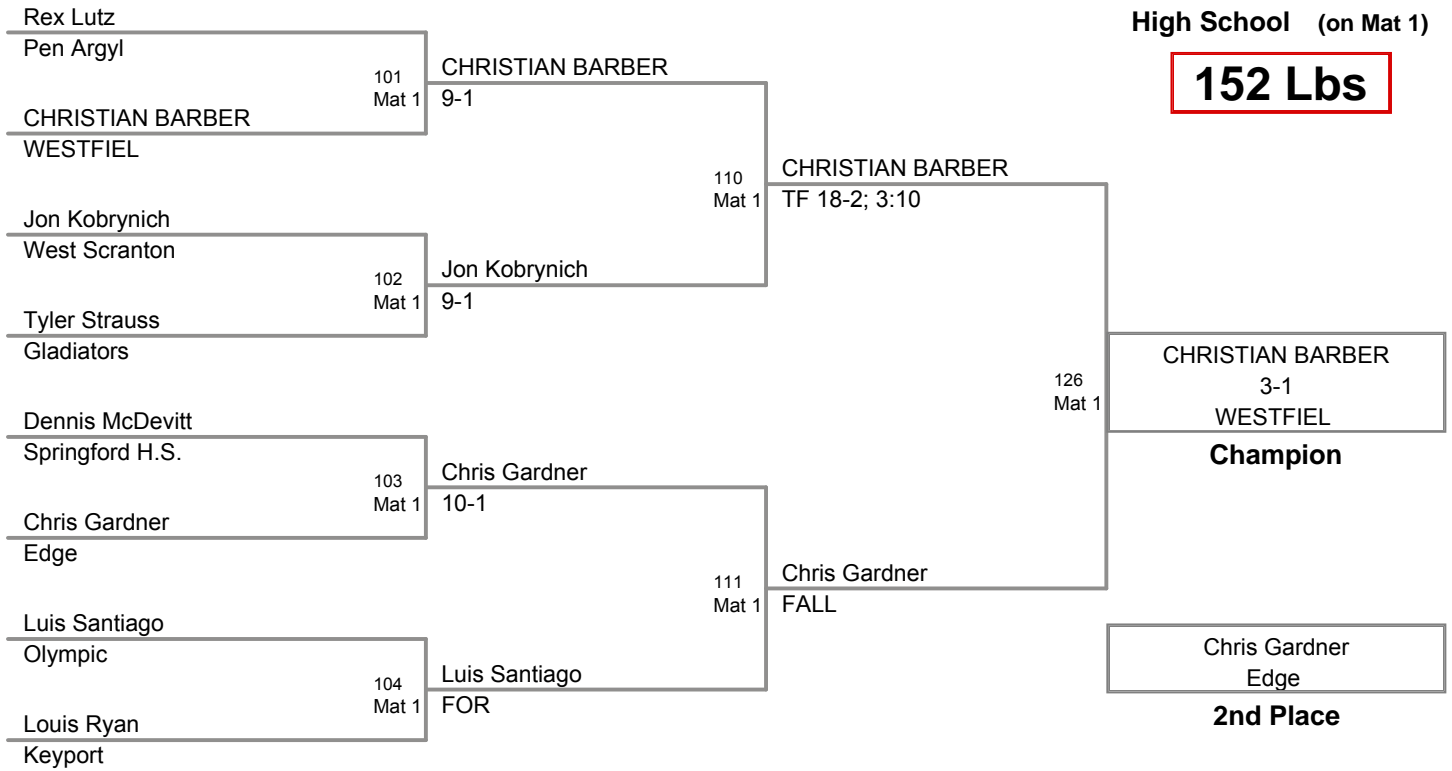 High School (on Mat 1)
152 Lbs
Rex Lutz
Pen Argyl
101
Mat 1
CHRISTIAN BARBER
9-1
CHRISTIAN BARBER
WESTFIEL
110
Mat 1
CHRISTIAN BARBER
TF 18-2; 3:10
Jon Kobrynich
West Scranton
102
Mat 1
Jon Kobrynich
9-1
Tyler Strauss
Gladiators
126
Mat 1
CHRISTIAN BARBER
3-1
WESTFIEL
Champion
Dennis McDevitt
Springford H.S.
103
Mat 1
Chris Gardner
10-1
Chris Gardner
Edge
111
Mat 1
Chris Gardner
FALL
Luis Santiago
Olympic
104
Mat 1
Luis Santiago
FOR
Louis Ryan
Keyport
Chris Gardner
Edge
2nd Place